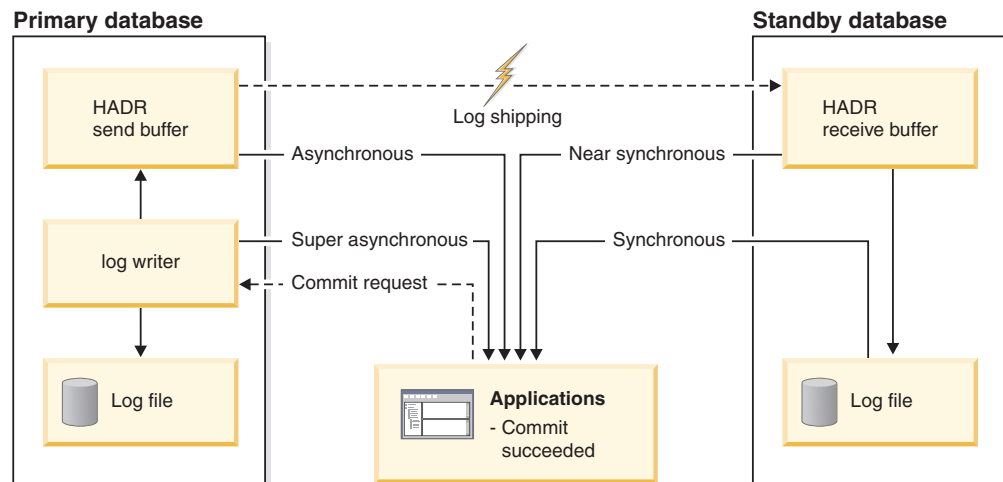 Primary database
Standby database
HADR
send buffer
Log shipping
HADR
receive buffer
Asynchronous
Near synchronous
log writer
Super asynchronous
Synchronous
Commit request
Log file
Applications
- Commit
succeeded
Log file